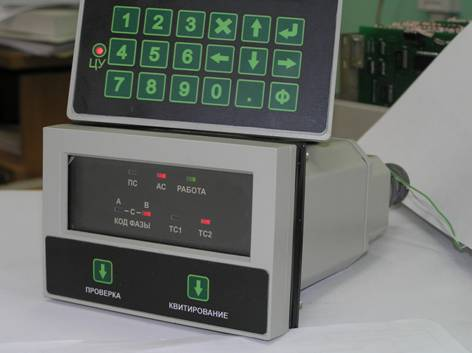 1 2 3
ЦУ 4 5 6
7 8 9 0 . Ф
ПС АС РАБОТА
А В
С
КОД ФАЗЫ ТС1 ТС2
ПРОВЕРКА КВИТИРОВАНИЕ